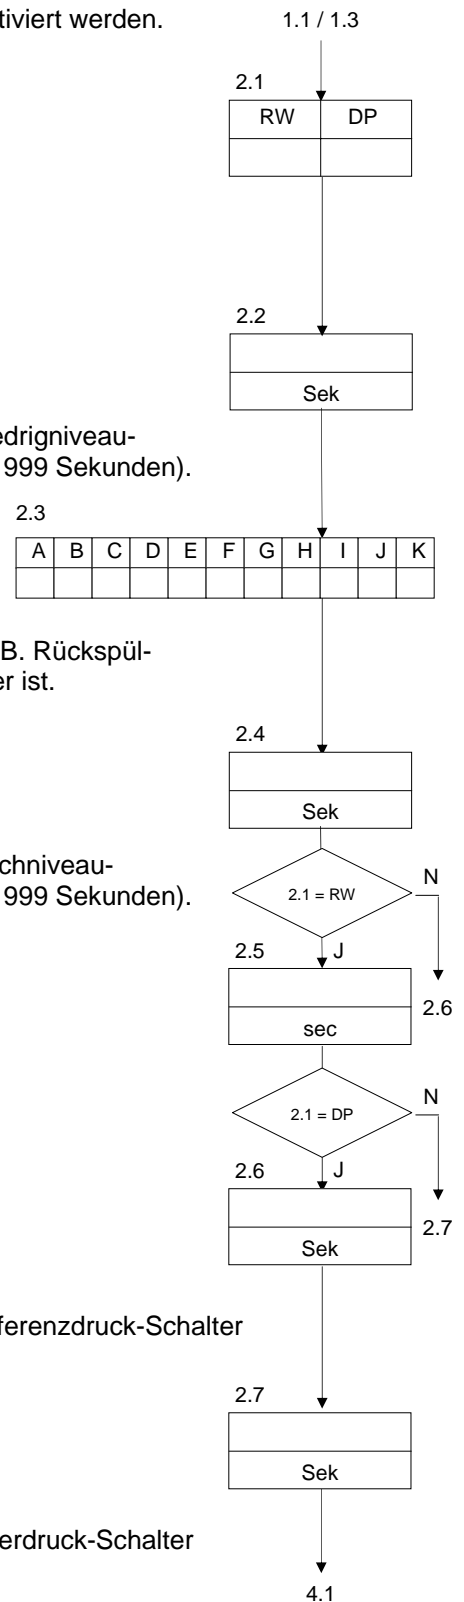 tiviert werden.
1.1 / 1.3
2.1
RW DP
2.2
Sek
edrigniveau-
999 Sekunden).
2.3
A B C D E F G H I J K
B. Rückspül-
er ist.
2.4
Sek
chniveau-
999 Sekunden).
2.1 = RW
N
2.5
J
2.6
sec
2.1 = DP
N
2.6
J
2.7
Sek
ferenzdruck-Schalter
2.7
Sek
erdruck-Schalter
4.1